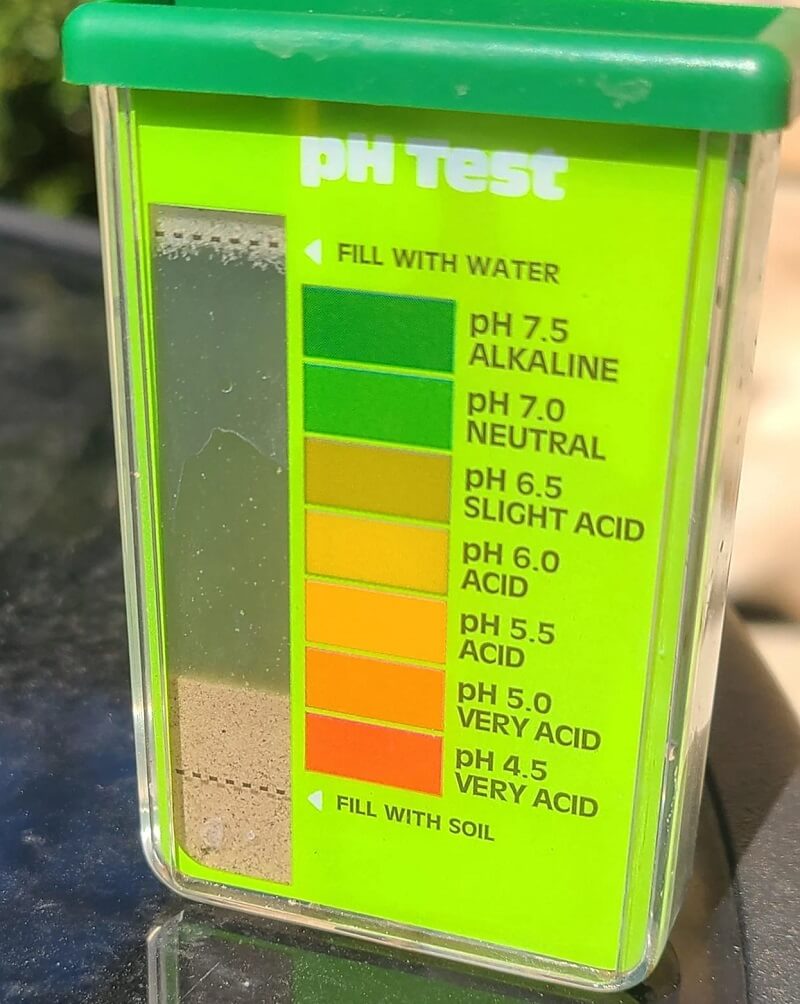 pH Test
FILL WITH WATER
pH 7.5
ALKALINE
pH 7.0
NEUTRAL
pH 6.5
SLIGHT ACID
pH 6.0
ACID
pH 5.5
ACID
pH 5.0
VERY ACID
pH 4.5
VERY ACID
FILL WITH SOIL